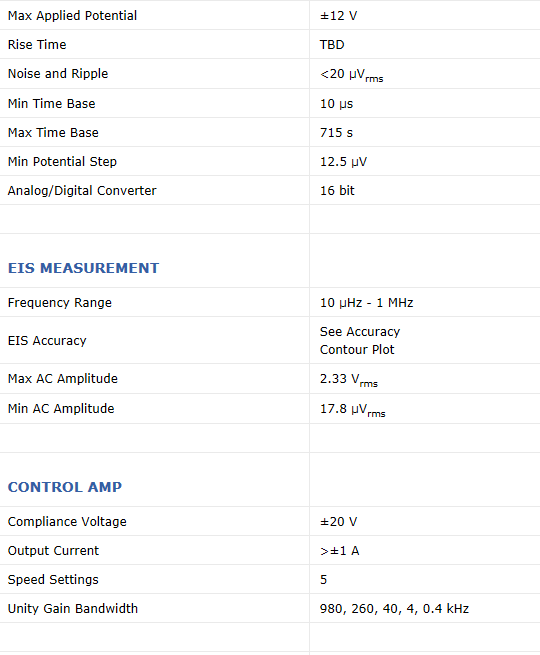 Max Applied Potential ±12 V
Rise Time TBD
Noise and Ripple <20 µVrms
Min Time Base 10 µs
Max Time Base 715 s
Min Potential Step 12.5 µV
Analog/Digital Converter 16 bit
EIS MEASUREMENT
Frequency Range 10 µHz - 1 MHz
EIS Accuracy See Accuracy
Contour Plot
Max AC Amplitude 2.33 Vrms
Min AC Amplitude 17.8 µVrms
CONTROL AMP
Compliance Voltage ±20 V
Output Current >±1 A
Speed Settings 5
Unity Gain Bandwidth 980, 260, 40, 4, 0.4 kHz